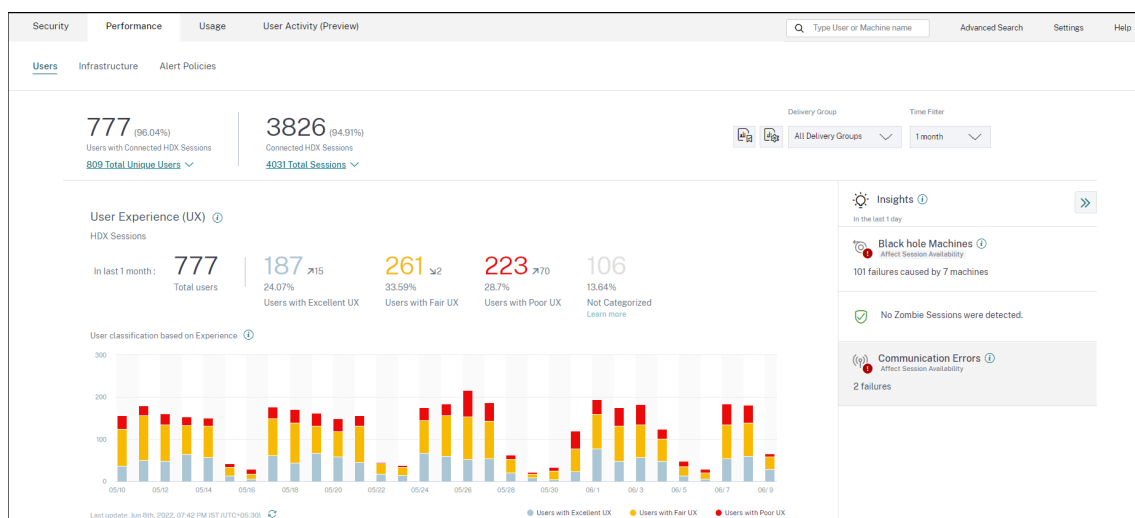 Security Performance Usage User Activity (Preview) Type User or Machine name Advanced Search Settings Help
Users Infrastructure Alert Policies
777 (96.04%)
Users with Connected HDX Sessions
809 Total Unique Users
3826 (94.91%)
Connected HDX Sessions
4031 Total Sessions
Delivery Group
All Delivery Groups
Time Filter
1 month
User Experience (UX)
HDX Sessions
In last 1 month :
777
Total users
187 15
24.07%
Users with Excellent UX
261 2
33.59%
Users with Fair UX
223 70
28.7%
Users with Poor UX
106
13.64%
Not Categorized
Learn more
User classification based on Experience
300
200
100
0
05/10 05/12 05/14 05/16 05/18 05/20 05/22 05/24 05/26 05/28 05/30 06/1 06/3 06/5 06/7 06/9
Last update: Jun 8th, 2022, 07:42 PM IST (UTC+05:30)
Users with Excellent UX Users with Fair UX Users with Poor UX
Insights
In the last 1 day
Black hole Machines
Affect Session Availability
101 failures caused by 7 machines
No Zombie Sessions were detected.
Communication Errors
Affect Session Availability
2 failures